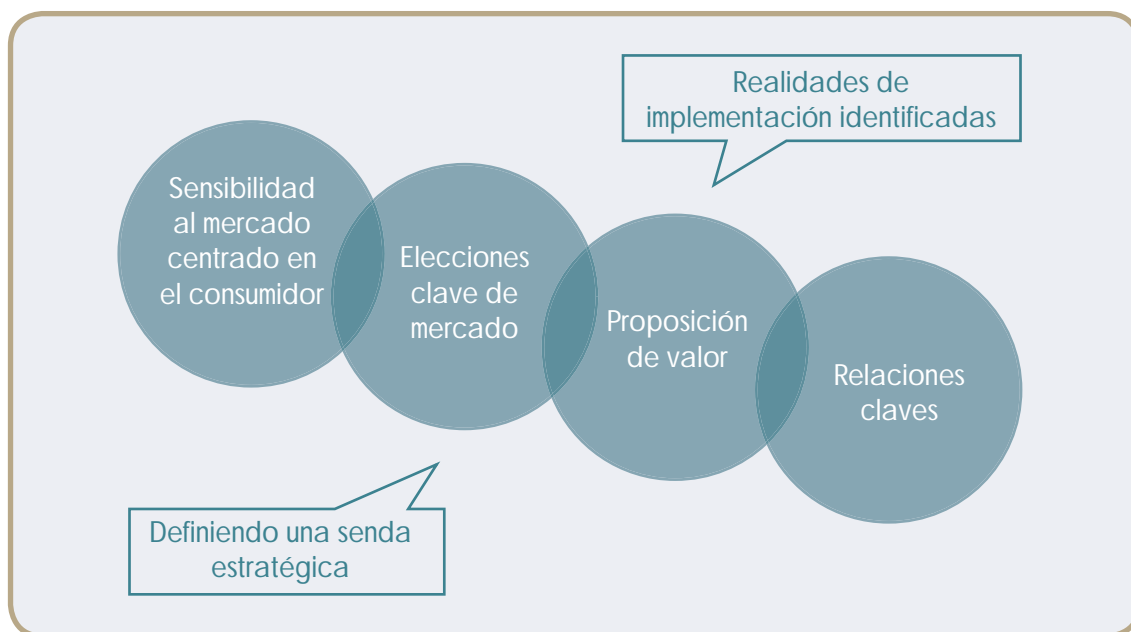 Realidades de
implementación identificadas
Sensibilidad
al mercado
centrado en
el consumidor
Elecciones
clave de
mercado
Proposición
de valor
Relaciones
claves
Definiendo una senda
estratégica